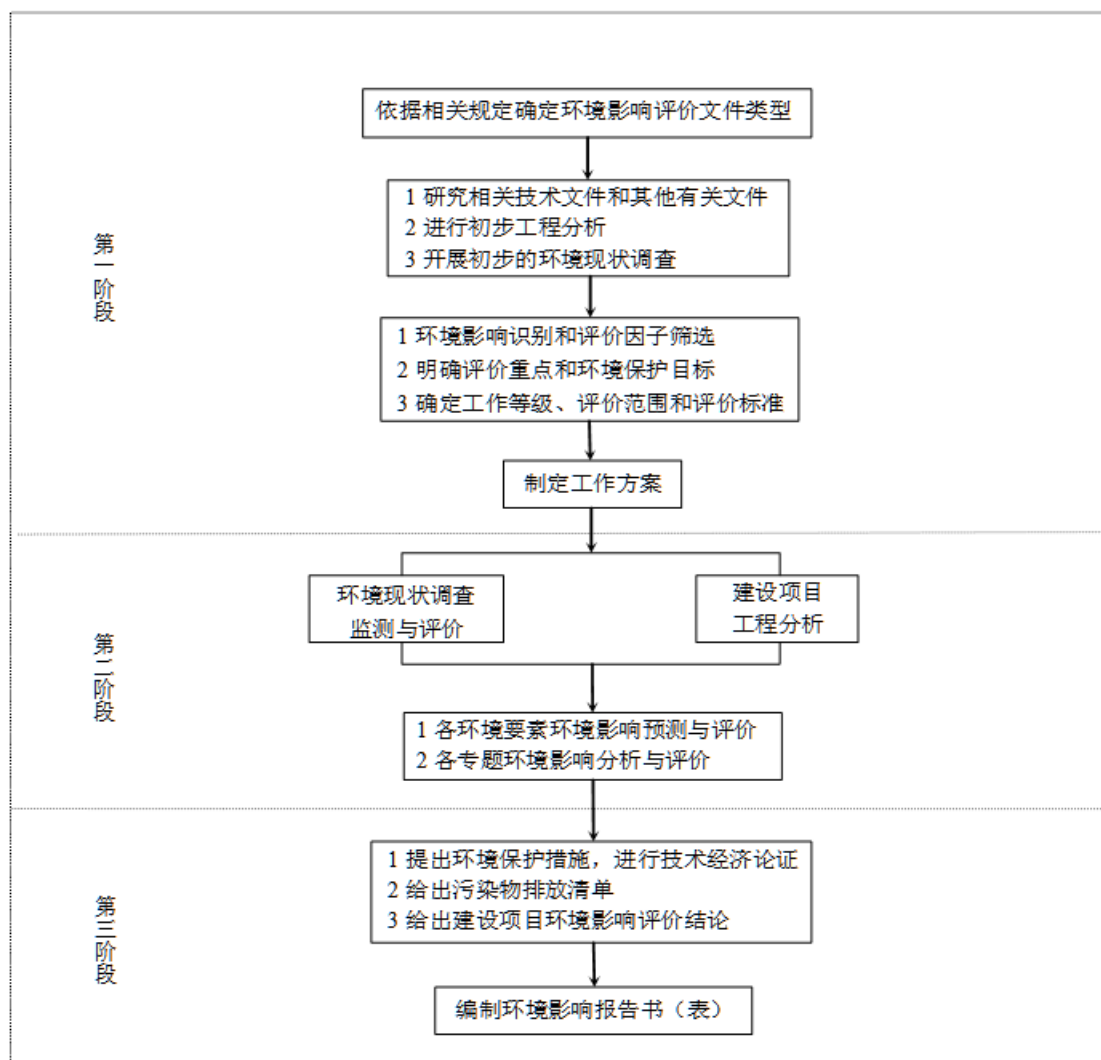 依据相关规定确定环境影响评价文件类型
1 研究相关技术文件和其他有关文件
2 进行初步工程分析
3 开展初步的环境现状调查
第一阶段
1 环境影响识别和评价因子筛选
2 明确评价重点和环境保护目标
3 确定工作等级、评价范围和评价标准
制定工作方案
环境现状调查
监测与评价
建设项目
工程分析
第二阶段
1 各环境要素环境影响预测与评价
2 各专题环境影响分析与评价
1 提出环境保护措施，进行技术经济论证
2 给出污染物排放清单
3 给出建设项目环境影响评价结论
第三阶段
编制环境影响报告书（表）